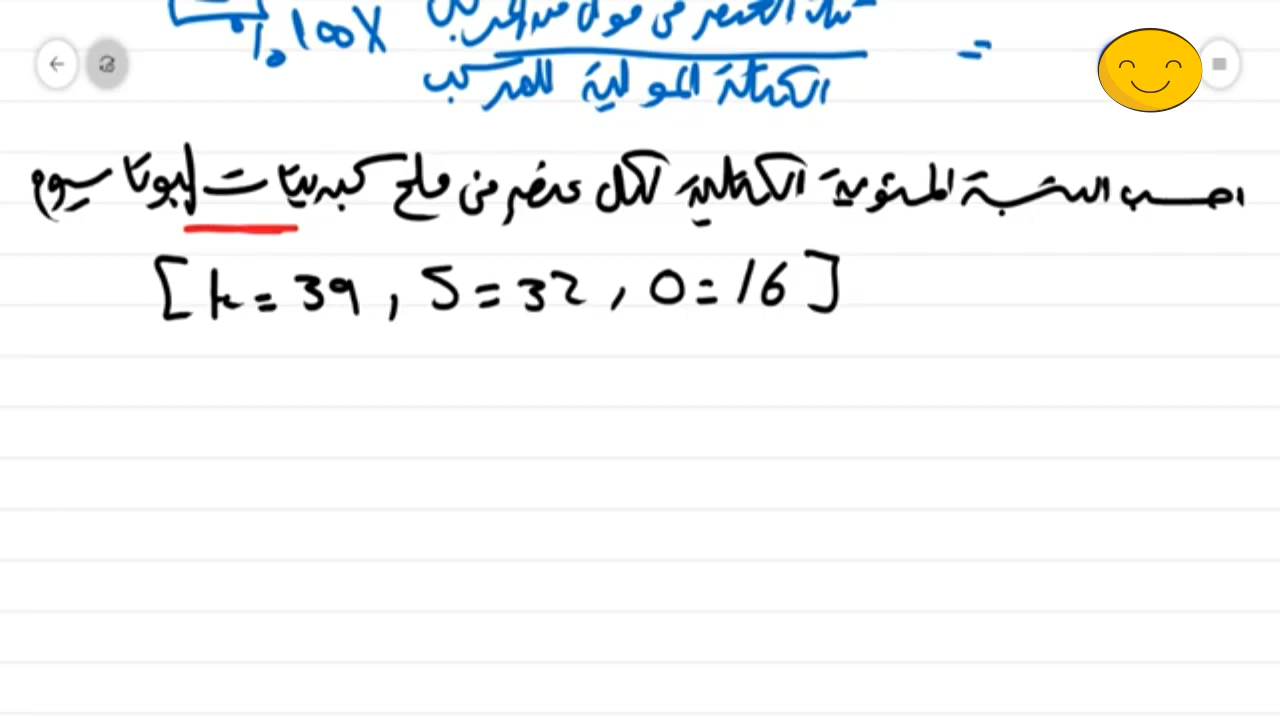 كتلة العنصر في مول من المركب
= × 100 %
الكتلة المولية للمركب
احسب النسبة المئوية الكتلية لكل عنصر في ملح كبريتات البوتاسيوم
[ k = 39 , S = 32 , O = 16 ]